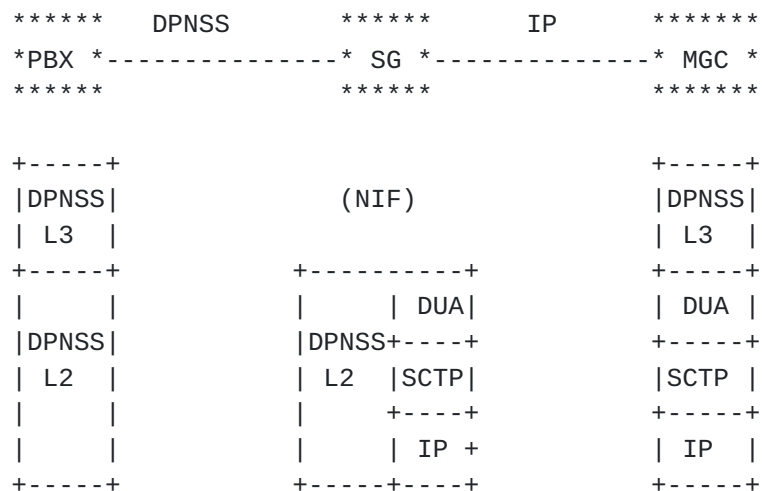 ******   DPNSS       ******      IP      *******
*PBX *---------------* SG *--------------* MGC *
******               ******              *******

+-----+                                  +-----+
|DPNSS|              (NIF)               |DPNSS|
| L3  |                                  | L3  |
+-----+           +----------+           +-----+
|     |           |     | DUA|           | DUA |
|DPNSS|           |DPNSS+----+           +-----+
| L2  |           | L2  |SCTP|           |SCTP |
|     |           |     +----+           +-----+
|     |           |     | IP +           | IP  |
+-----+           +-----+----+           +-----+